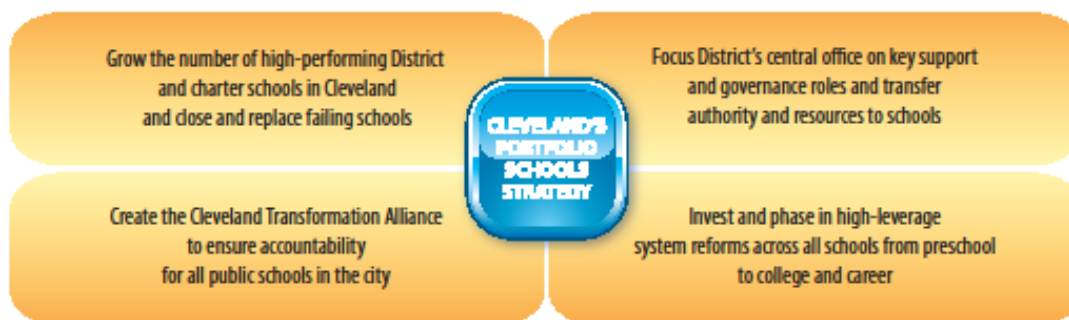 Grow the number of high-performing District
and charter schools in Cleveland
and close and replace failing schools
Focus District's central office on key support
and governance roles and transfer
authority and resources to schools
CLEVELAND'S
PORTFOLIO
SCHOOLS
STRATEGY
Create the Cleveland Transformation Alliance
to ensure accountability
for all public schools in the city
Invest and phase in high-leverage
system reforms across all schools from preschool
to college and career